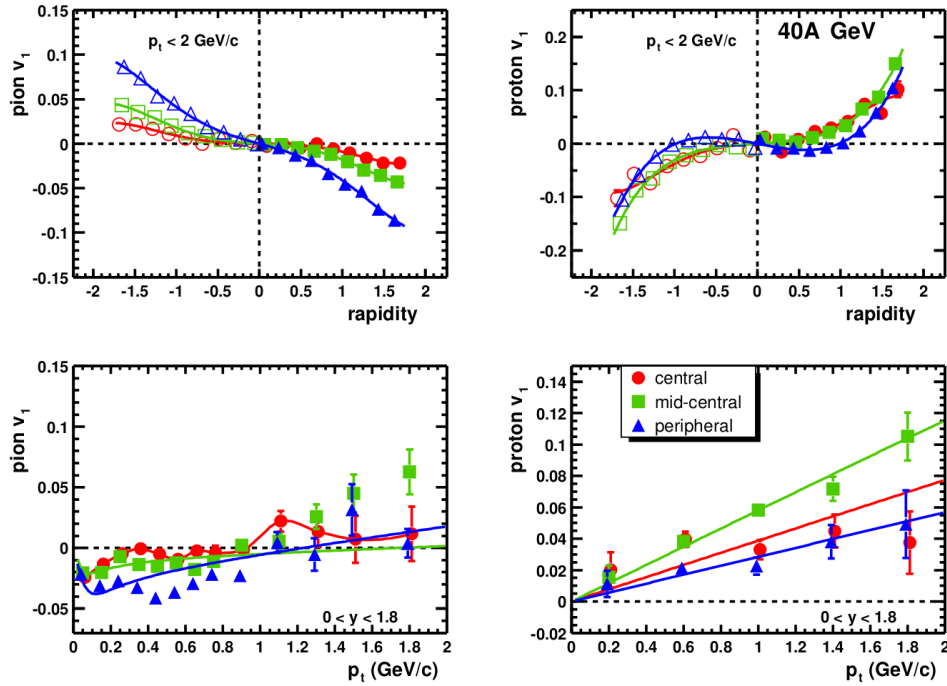 pion v1
0.15
0.1
0.05
0
-0.05
-0.1
-0.15
pt < 2 GeV/c
-2 -1.5 -1 -0.5 0 0.5 1 1.5 2
rapidity
proton v1
0.2
0.1
0
-0.1
-0.2
pt < 2 GeV/c
40A GeV
-2 -1.5 -1 -0.5 0 0.5 1 1.5 2
rapidity
pion v1
0.15
0.1
0.05
0
-0.05
0 < y < 1.8
0 0.2 0.4 0.6 0.8 1 1.2 1.4 1.6 1.8 2
pt (GeV/c)
proton v1
0.14
0.12
0.1
0.08
0.06
0.04
0.02
0
-0.02
central
mid-central
peripheral
0 < y < 1.8
0 0.2 0.4 0.6 0.8 1 1.2 1.4 1.6 1.8 2
pt (GeV/c)